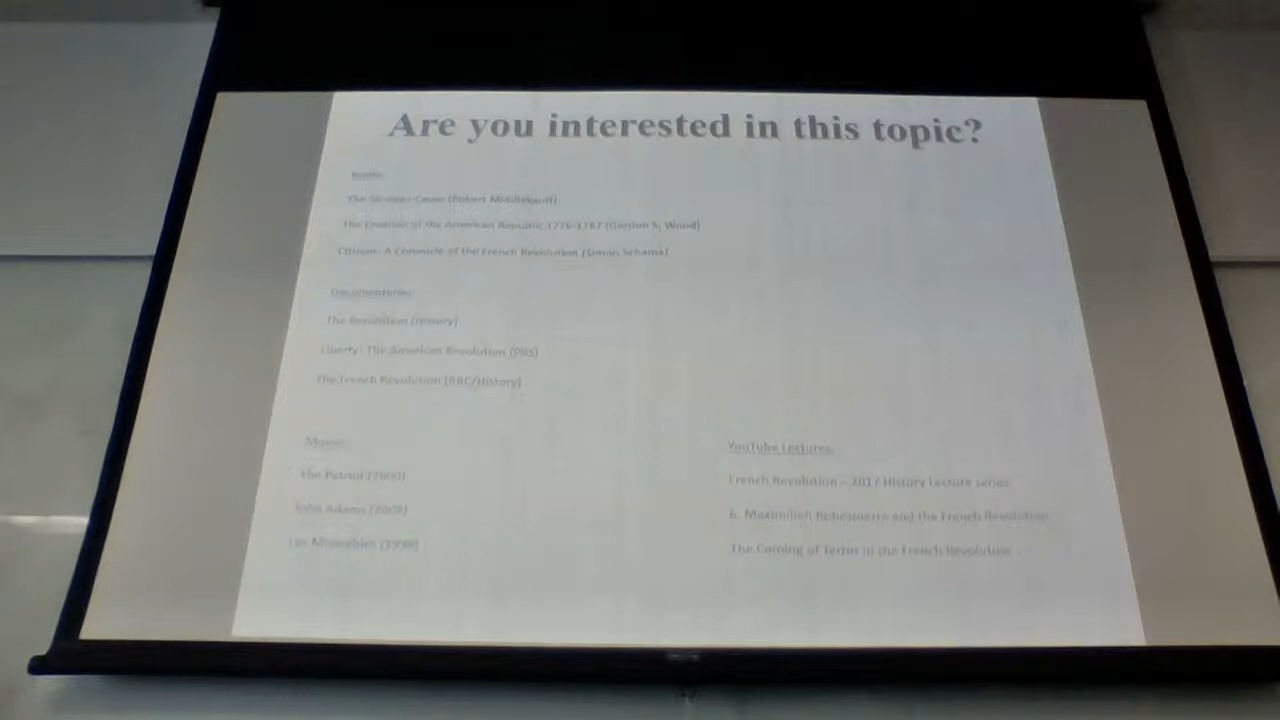 Are you interested in this topic?
Books:
The Glorious Cause (Robert Middlekauff)
The Creation of the American Republic 1776-1787 (Gordon S. Wood)
Citizens: A Chronicle of the French Revolution (Simon Schama)
Documentaries:
The Revolution (History)
Liberty: The American Revolution (PBS)
The French Revolution (BBC/History)
Movies:
The Patriot (2000)
John Adams (2008)
Les Miserables (1998)
YouTube Lectures:
French Revolution – 2017 History Lecture series
6. Maximilien Robespierre and the French Revolution
The Coming of Terror in the French Revolution